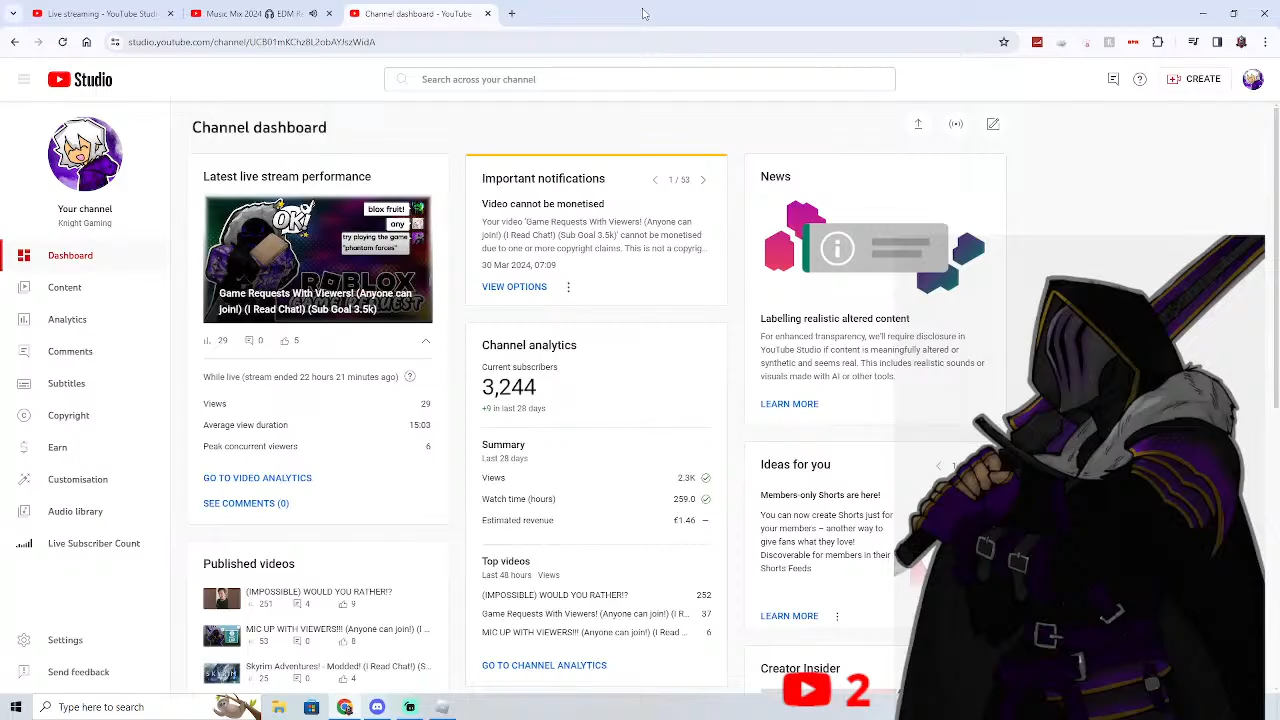 Live streaming - YouTube S
Music 2024 🎧 EDM R
Channel dashboard - YouTube
studio.youtube.com/channel/UCB01mKChz8L2obAYJszWidA
Studio
Search across your channel
CREATE
Your channel
Knight Gaming
Dashboard
Content
Analytics
Comments
Subtitles
Copyright
Earn
Customisation
Audio library
Live Subscriber Count
Settings
Send feedback
Channel dashboard
Latest live stream performance
OK!
blox fruit!
any
try playing the game
"phantom forces"
ROBLOX
Game Requests With Viewers! (Anyone can
join!) (I Read Chat!) (Sub Goal 3.5k)
29 0 5
While live (stream ended 22 hours 21 minutes ago)
Views 29
Average view duration 15:03
Peak concurrent viewers 6
GO TO VIDEO ANALYTICS
SEE COMMENTS (0)
Published videos
(IMPOSSIBLE) WOULD YOU RATHER!?
251 4 9
MIC UP WITH VIEWERS!!! (Anyone can join!) (I ...
53 0 8
Skyrim Adventures! - Modded! (I Read Chat!) (S...
25 0 4
Important notifications
1 / 53
Video cannot be monetised
Your video 'Game Requests With Viewers! (Anyone can
join!) (I Read Chat!) (Sub Goal 3.5k)' cannot be monetised
due to one or more copyright claims. This is not a copyrig...
30 Mar 2024, 07:09
VIEW OPTIONS
Channel analytics
Current subscribers
3,244
+9 in last 28 days
Summary
Last 28 days
Views 2.3K
Watch time (hours) 259.0
Estimated revenue €1.46 —
Top videos
Last 48 hours · Views
(IMPOSSIBLE) WOULD YOU RATHER!? 252
Game Requests With Viewers! (Anyone can join!) (I R... 37
MIC UP WITH VIEWERS!!! (Anyone can join!) (I Read ... 6
GO TO CHANNEL ANALYTICS
News
Labelling realistic altered content
For enhanced transparency, we'll require disclosure in
YouTube Studio if content is meaningfully altered or
synthetic and seems real. This includes realistic sounds or
visuals made with AI or other tools.
LEARN MORE
Ideas for you
1
Members-only Shorts are here!
You can now create Shorts just for
your members – another way to
give fans what they love!
Discoverable for members in their
Shorts Feeds
LEARN MORE
Creator Insider
2
Type here to search